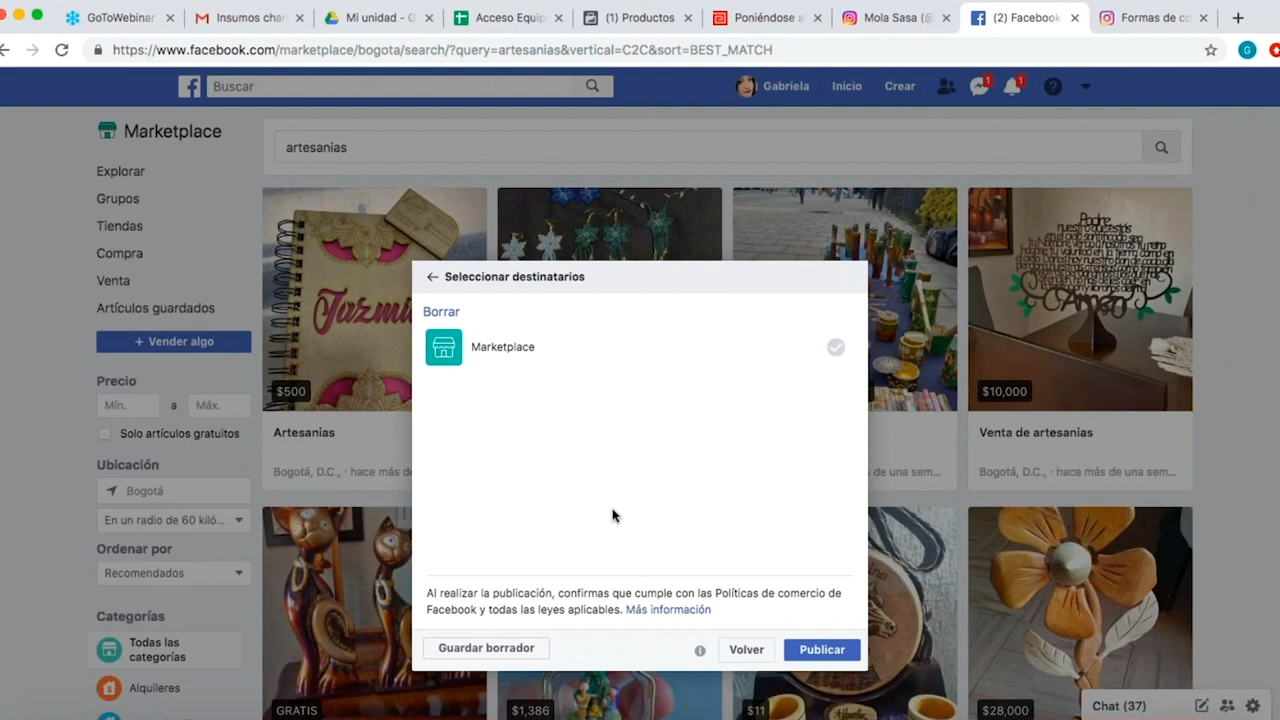 GoToWebinar
Insumos char
Mi unidad - G
Acceso Equip
(1) Productos
Poniéndose a
Mola Sasa (@
(2) Facebook
Formas de co
https://www.facebook.com/marketplace/bogota/search/?query=artesanias&vertical=C2C&sort=BEST_MATCH
G
Buscar
Gabriela
Inicio
Crear
1
1
Marketplace
artesanias
Explorar
Grupos
Tiendas
Compra
Venta
Artículos guardados
+ Vender algo
Precio
Mín.
a
Máx.
Solo artículos gratuitos
Ubicación
Bogotá
En un radio de 60 kiló...
Ordenar por
Recomendados
Categorías
Todas las
categorías
Alquileres
$500
Artesanias
Bogotá, D.C., · hace más d
de una sem...
$10,000
Venta de artesanias
Bogotá, D.C., · hace más de una sem...
Seleccionar destinatarios
Borrar
Marketplace
Al realizar la publicación, confirmas que cumple con las Políticas de comercio de
Facebook y todas las leyes aplicables. Más información
Guardar borrador
Volver
Publicar
GRATIS
$1,386
$11
$28,000
Chat (37)